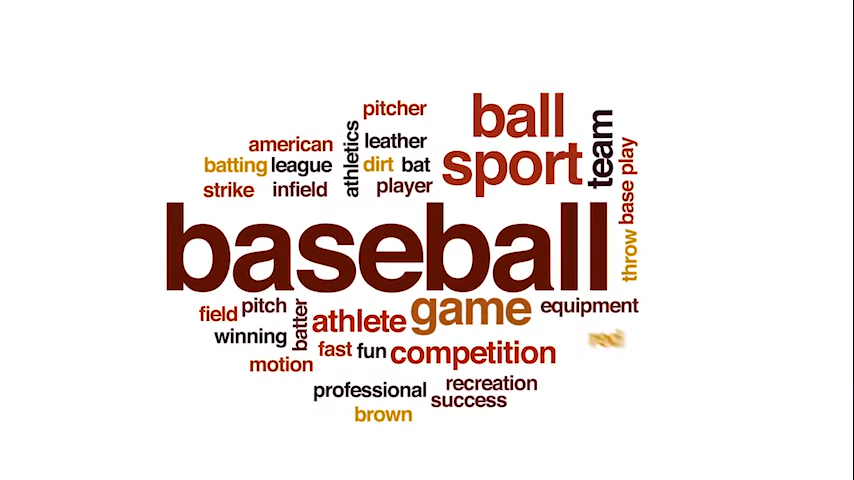 pitcher
ball
american
athletics
leather
team
batting
league
dirt
bat
sport
base
play
strike
infield
player
baseball
throw
field
pitch
batter
athlete
game
equipment
winning
red
motion
fast
fun
competition
professional
recreation
success
brown